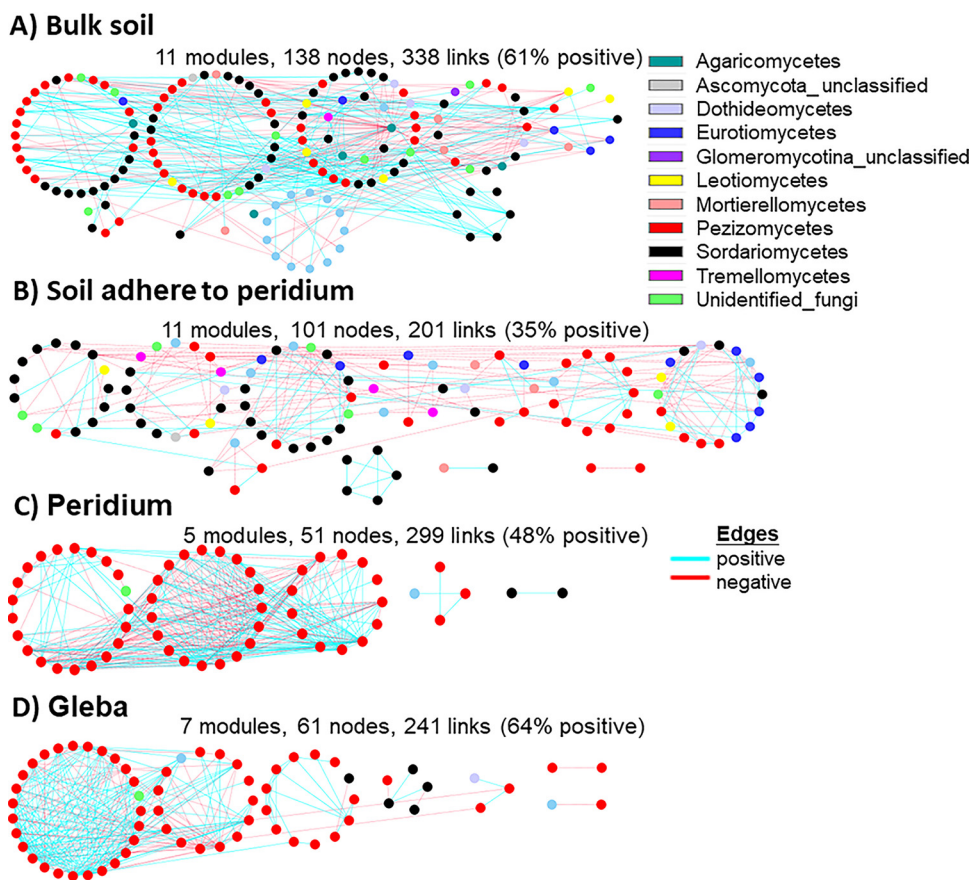 A) Bulk soil
11 modules, 138 nodes, 338 links (61% positive)
Agaricomycetes
Ascomycota_unclassified
Dothideomycetes
Eurotiomycetes
Glomeromycotina_unclassified
Leotiomycetes
Mortierellomycetes
Pezizomycetes
Sordariomycetes
Tremellomycetes
Unidentified_fungi
B) Soil adhere to peridium
11 modules, 101 nodes, 201 links (35% positive)
C) Peridium
5 modules, 51 nodes, 299 links (48% positive)
Edges
positive
negative
D) Gleba
7 modules, 61 nodes, 241 links (64% positive)